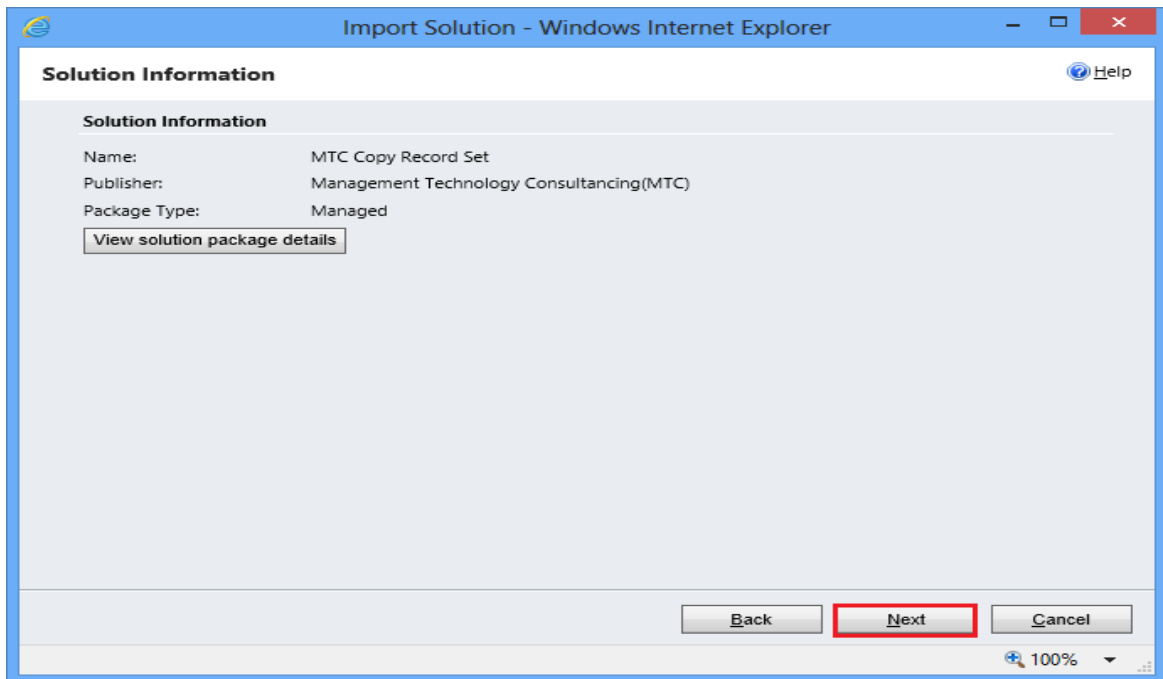 Import Solution - Windows Internet Explorer
Solution Information
Help
Solution Information
Name: MTC Copy Record Set
Publisher: Management Technology Consultancing(MTC)
Package Type: Managed
View solution package details
Back Next Cancel
100%